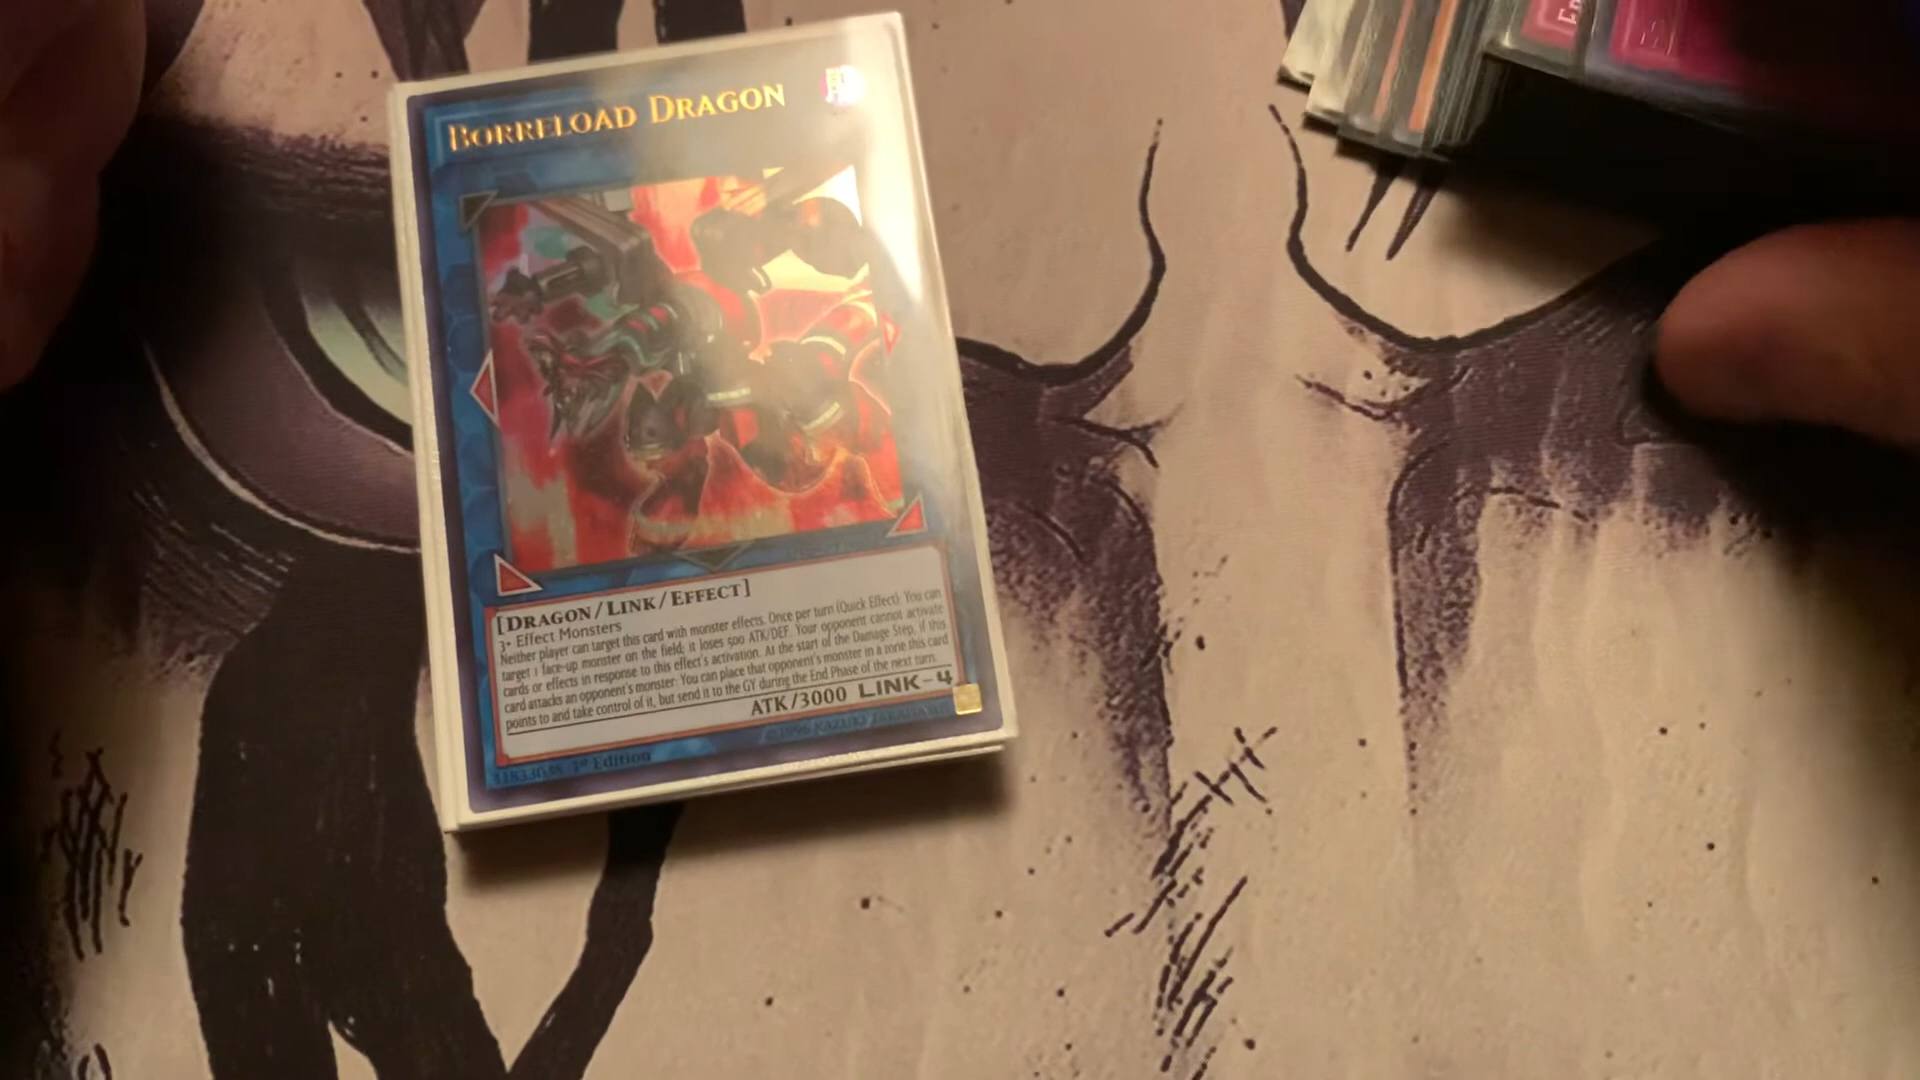 BORRELOAD DRAGON
[DRAGON/LINK/EFFECT]
3+ Effect Monsters
Neither player can target this card with monster effects. Once per turn (Quick Effect): You can
target 1 face-up monster on the field; it loses 500 ATK/DEF. Your opponent cannot activate
cards or effects in response to this effect's activation. At the start of the Damage Step, if this
card attacks an opponent's monster: You can place that opponent's monster in a zone this card
points to and take control of it, but send it to the GY during the End Phase of the next turn.
ATK/3000 LINK-4
31833038 1st Edition
©1996 KAZUKI TAKAHASHI